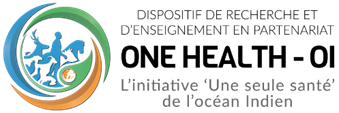 DISPOSITIF DE RECHERCHE ET
D'ENSEIGNEMENT EN PARTENARIAT
ONE HEALTH - OI
L'initiative 'Une seule santé'
de l'océan Indien